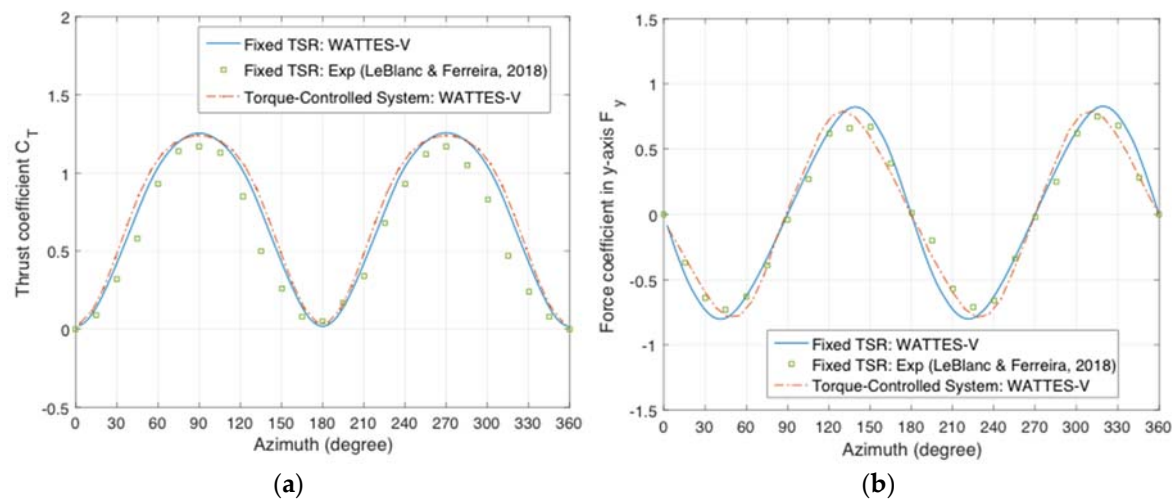 2
1.5
1
0.5
0
-0.5
Thrust coefficient C_T
Fixed TSR: WATTES-V
Fixed TSR: Exp (LeBlanc & Ferreira, 2018)
Torque-Controlled System: WATTES-V
0 30 60 90 120 150 180 210 240 270 300 330 360
Azimuth (degree)
(a)
1.5
1
0.5
0
-0.5
-1
-1.5
Force coefficient in y-axis F_y
Fixed TSR: WATTES-V
Fixed TSR: Exp (LeBlanc & Ferreira, 2018)
Torque-Controlled System: WATTES-V
0 30 60 90 120 150 180 210 240 270 300 330 360
Azimuth (degree)
(b)